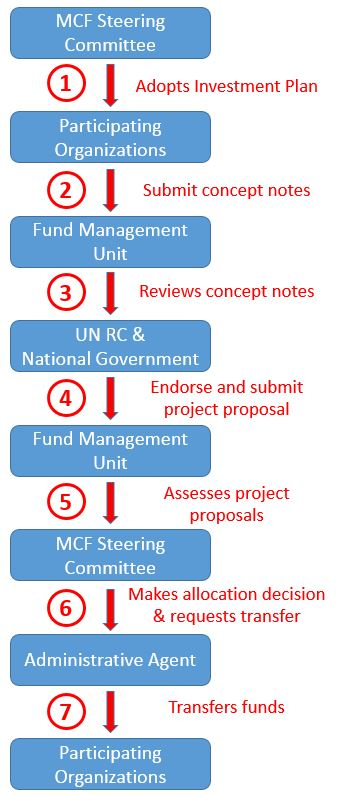 MCF Steering
Committee
1
Adopts Investment Plan
Participating
Organizations
2
Submit concept notes
Fund Management
Unit
3
Reviews concept notes
UN RC &
National Government
4
Endorse and submit
project proposal
Fund Management
Unit
5
Assesses project
proposals
MCF Steering
Committee
6
Makes allocation decision
& requests transfer
Administrative Agent
7
Transfers funds
Participating
Organizations